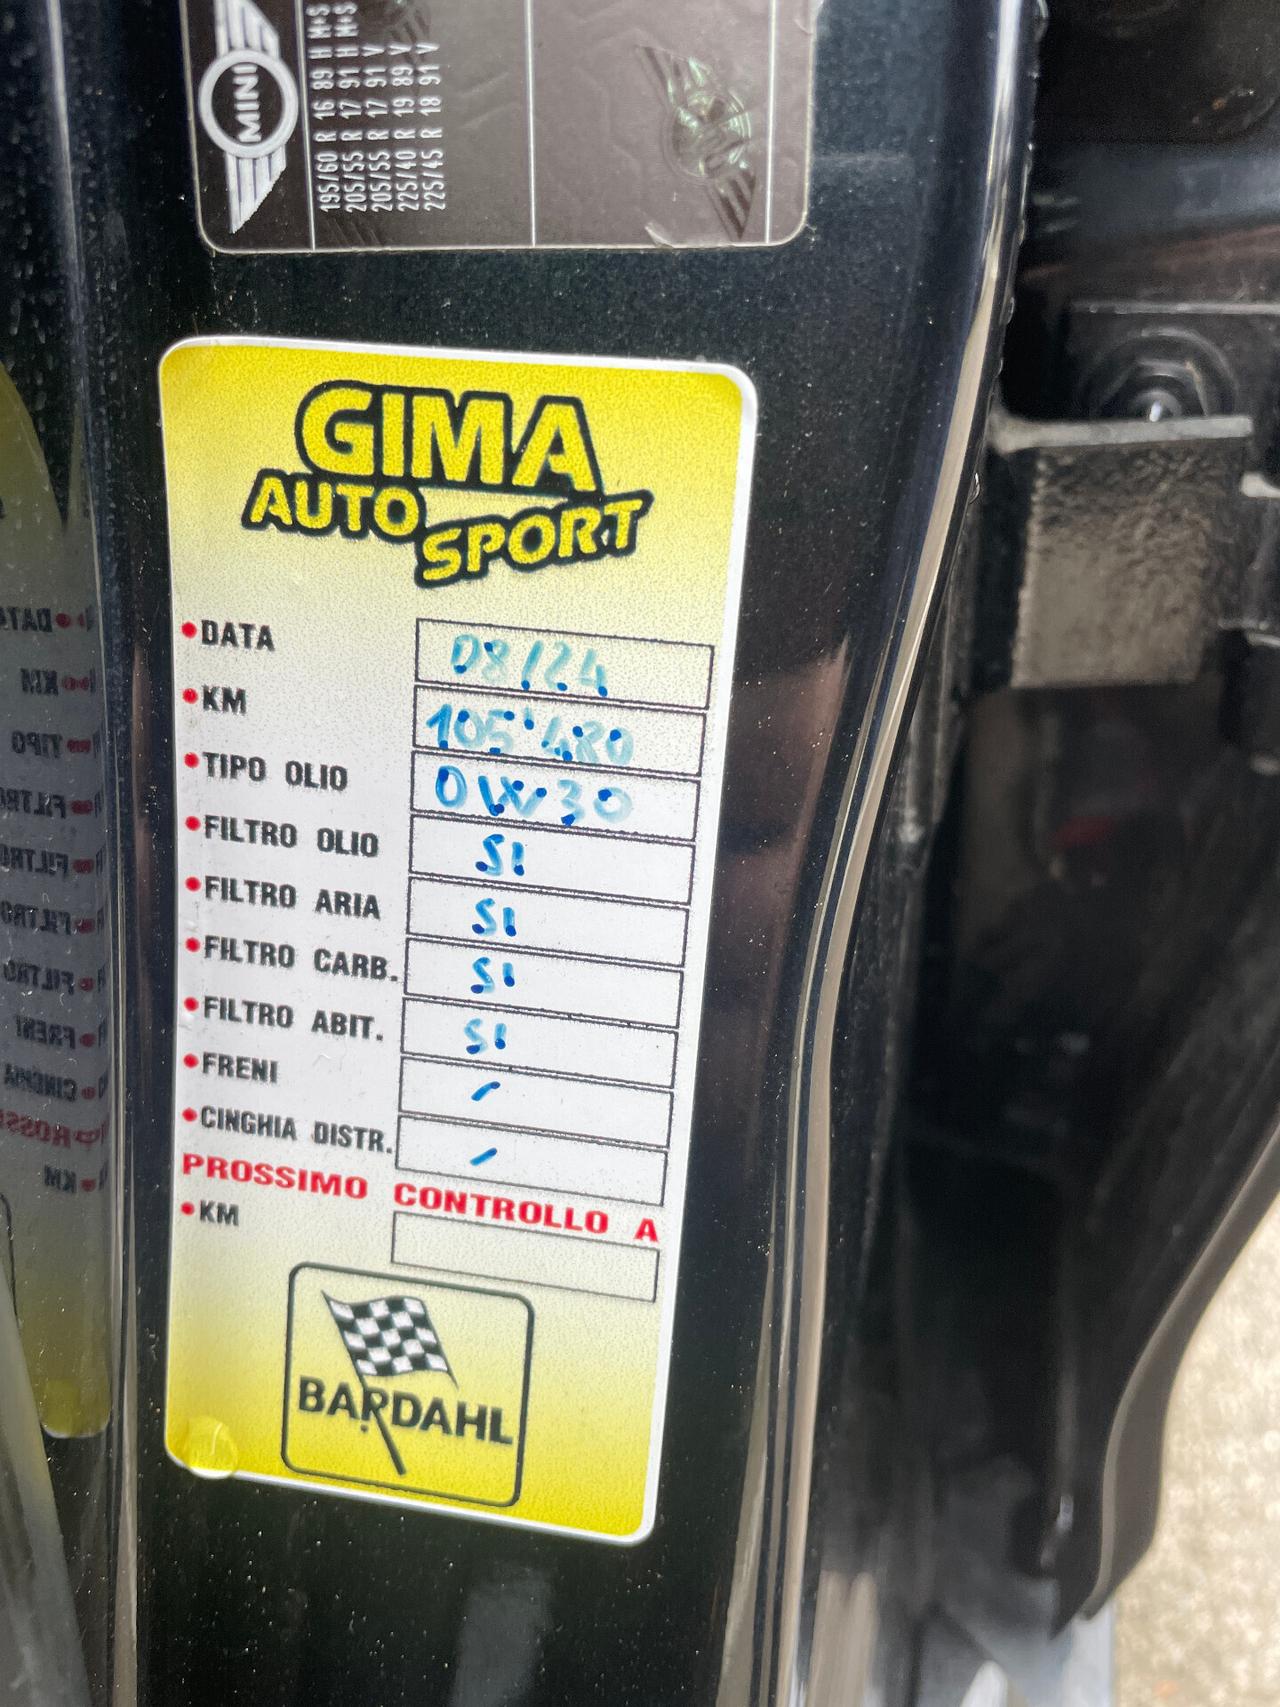 MINI
195/60 R 16 89 H M+S
205/55 R 17 91 H M+S
205/55 R 17 91 V
225/40 R 19 89 V
225/45 R 18 91 V
GIMA
AUTO SPORT
DATA 08/24
KM 105'480
TIPO OLIO 0W30
FILTRO OLIO SI
FILTRO ARIA SI
FILTRO CARB. SI
FILTRO ABIT. SI
FRENI /
CINGHIA DISTR. /
PROSSIMO CONTROLLO A
KM
BARDAHL